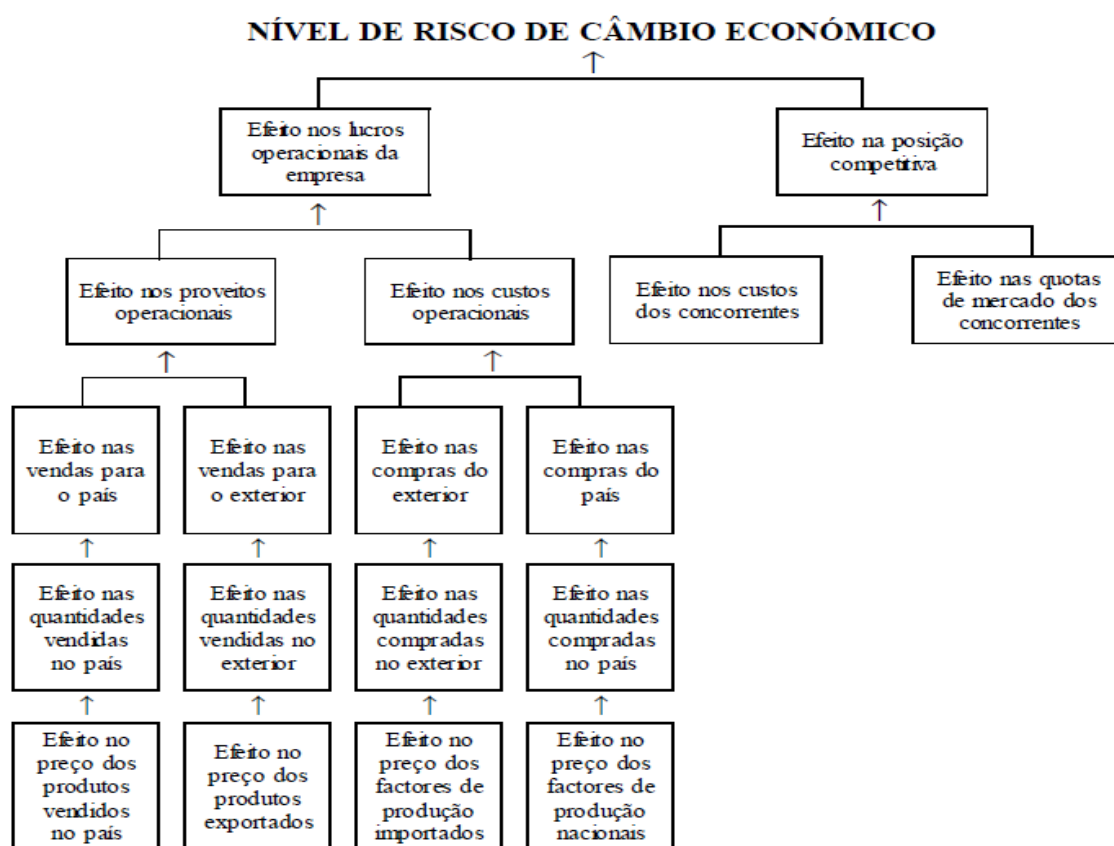 NÍVEL DE RISCO DE CÂMBIO ECONÓMICO
Efeito nos lucros
operacionais da
empresa
Efeito na posição
competitiva
Efeito nos proveitos
operacionais
Efeito nos custos
operacionais
Efeito nos custos
dos concorrentes
Efeito nas quotas
de mercado dos
concorrentes
Efeito nas
vendas para
o país
Efeito nas
vendas para
o exterior
Efeito nas
compras do
exterior
Efeito nas
compras do
país
Efeito nas
quantidades
vendidas
no país
Efeito nas
quantidades
vendidas no
exterior
Efeito nas
quantidades
compradas
no exterior
Efeito nas
quantidades
compradas
no país
Efeito no
preço dos
produtos
vendidos
no país
Efeito no
preço dos
produtos
exportados
Efeito no
preço dos
factores de
produção
importados
Efeito no
preço dos
factores de
produção
nacionais